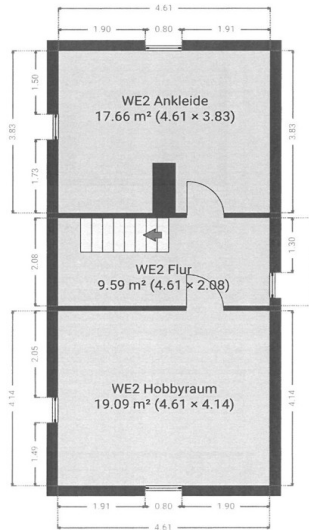 4.61
1.90 0.80 1.91
1.50
3.83
1.73
WE2 Ankleide
17.66 m² (4.61 × 3.83)
3.83
2.08
WE2 Flur
9.59 m² (4.61 × 2.08)
1.30
2.05
4.14
1.49
WE2 Hobbyraum
19.09 m² (4.61 × 4.14)
4.14
1.91 0.80 1.90
4.61